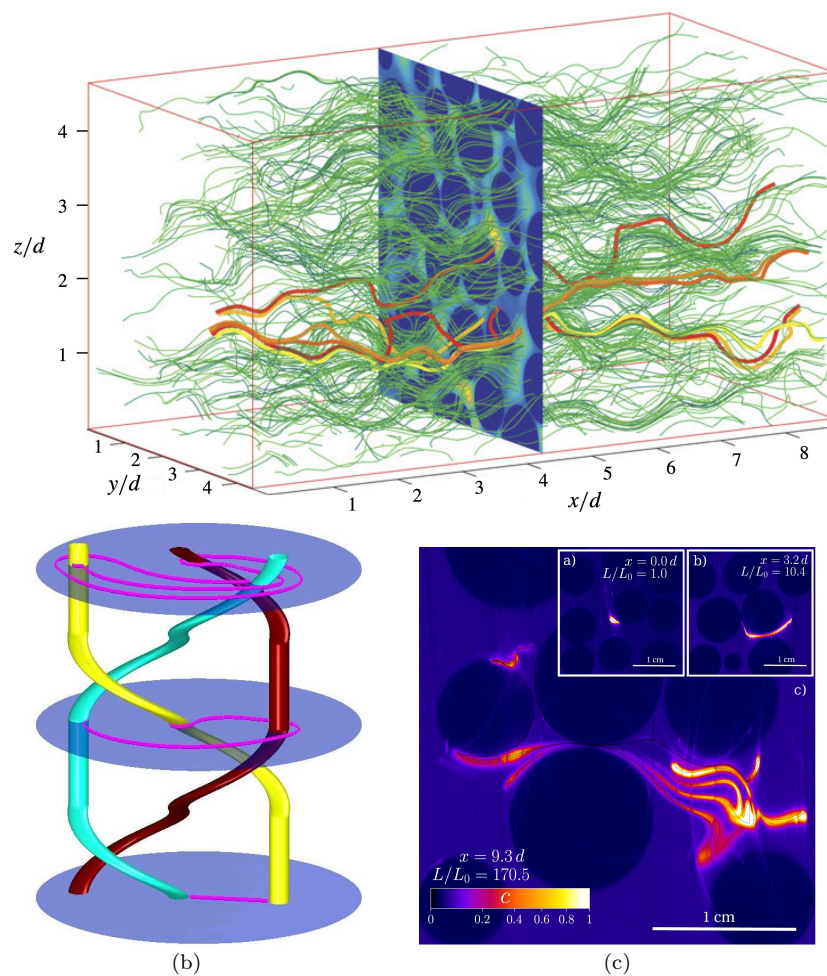 4
3
z/d
2
1
1
2
3
4
y/d
1
2
3
4
5
6
7
8
x/d
a)
x = 0.0 d
L/L₀ = 1.0
1 cm
b)
x = 3.2 d
L/L₀ = 10.4
1 cm
c)
x = 9.3 d
L/L₀ = 170.5
c
0 0.2 0.4 0.6 0.8 1
1 cm
(b)
(c)